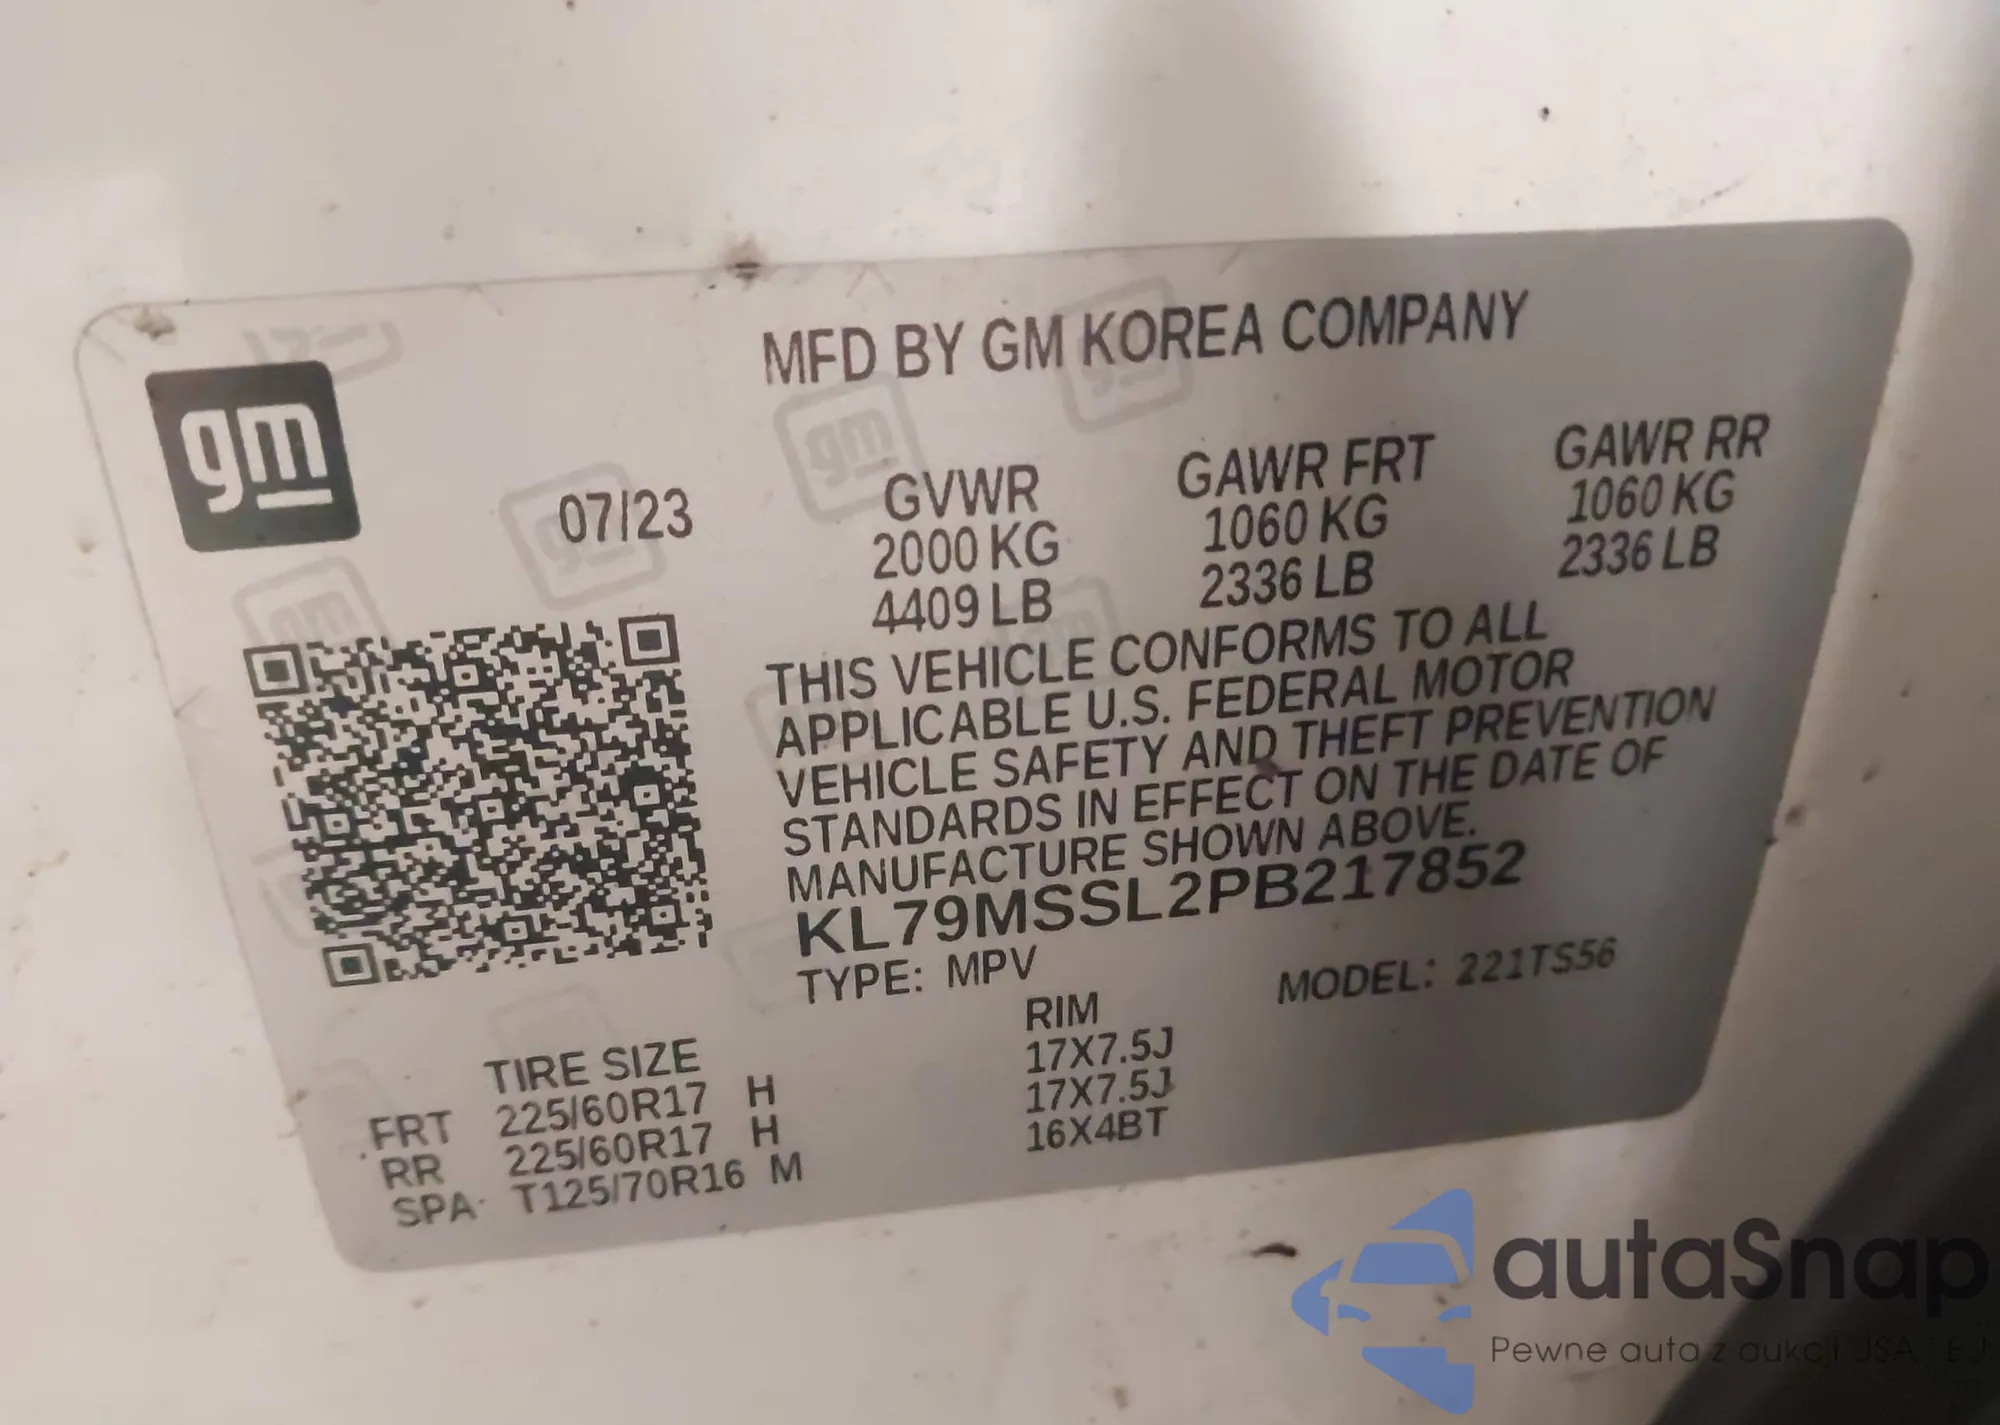 gm
MFD BY GM KOREA COMPANY
07/23
GVWR GAWR FRT GAWR RR
2000 KG 1060 KG 1060 KG
4409 LB 2336 LB 2336 LB
THIS VEHICLE CONFORMS TO ALL
APPLICABLE U.S. FEDERAL MOTOR
VEHICLE SAFETY AND THEFT PREVENTION
STANDARDS IN EFFECT ON THE DATE OF
MANUFACTURE SHOWN ABOVE.
KL79MSSL2PB217852
TYPE: MPV MODEL: 221TS56
TIRE SIZE RIM
FRT 225/60R17 H 17X7.5J
RR 225/60R17 H 17X7.5J
SPA T125/70R16 M 16X4BT
autaSnap
Pewne auta z aukcji USA i EU